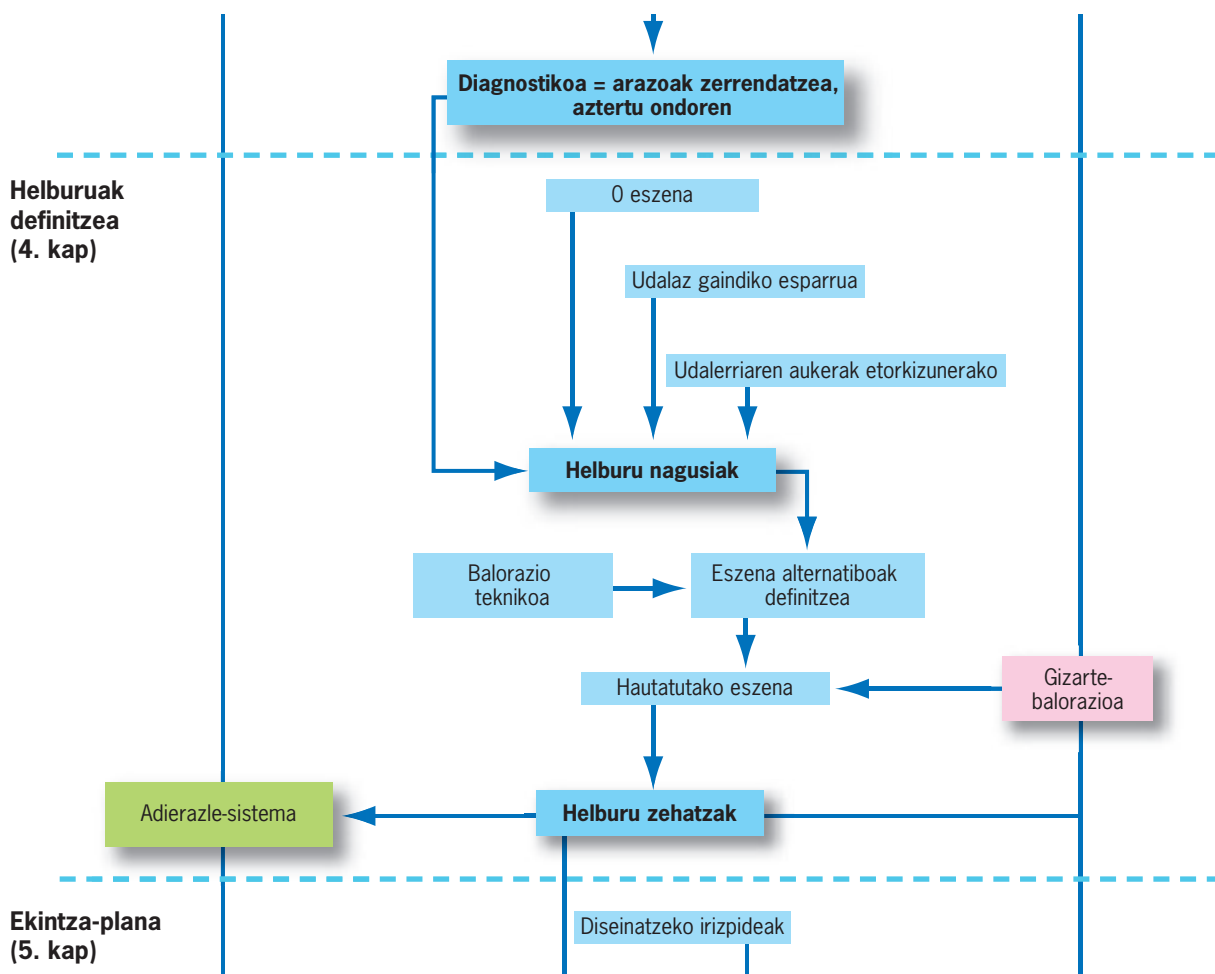 Diagnostikoa = arazoak zerrendatzea,
aztertu ondoren
Helburuak
definitzea
(4. kap)
0 eszena
Udalaz gaindiko esparrua
Udalerriaren aukerak etorkizunerako
Helburu nagusiak
Balorazio
teknikoa
Eszena alternatiboak
definitzea
Hautatutako eszena
Gizarte-
balorazioa
Adierazle-sistema
Helburu zehatzak
Ekintza-plana
(5. kap)
Diseinatzeko irizpideak